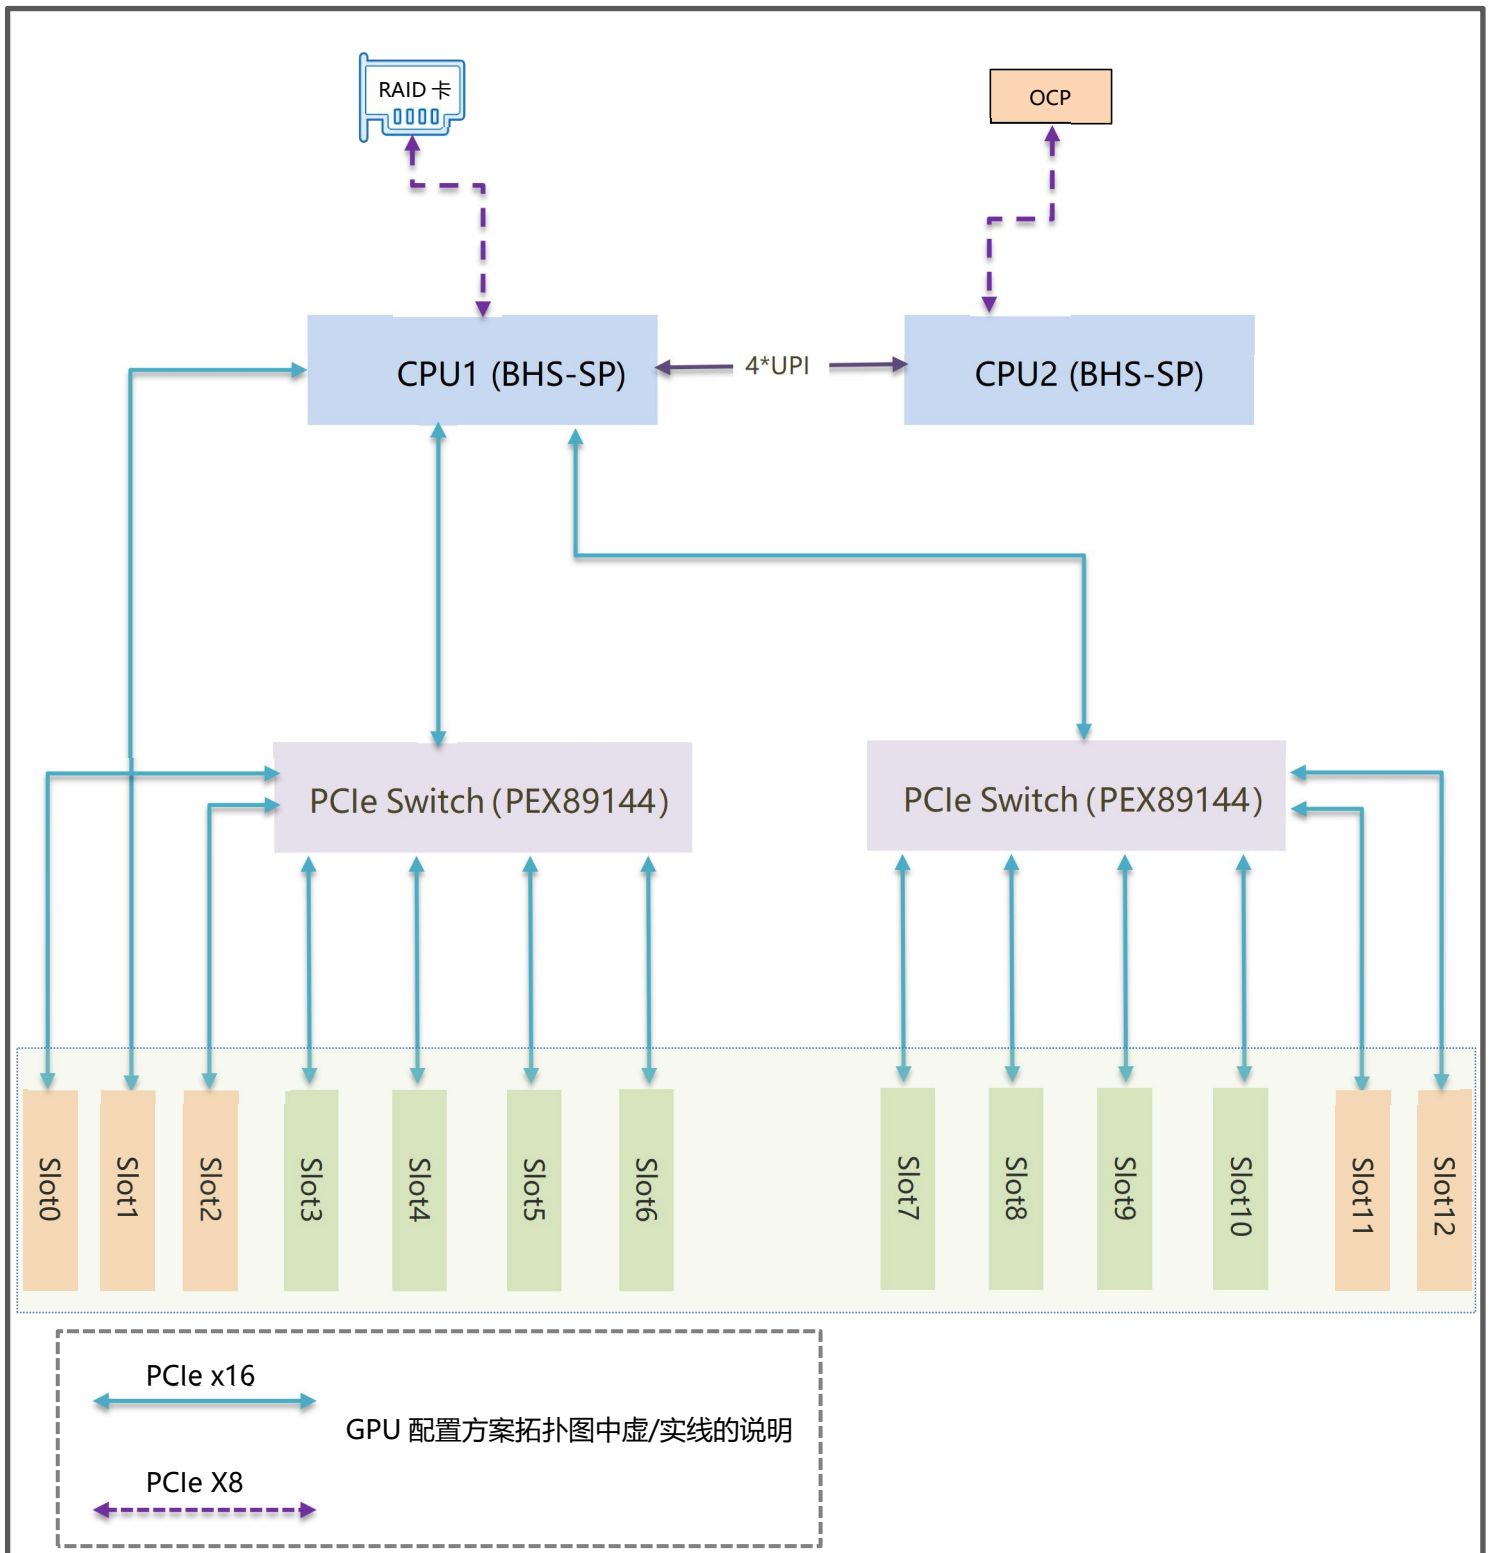 RAID 卡
OCP
CPU1 (BHS-SP)
4*UPI
CPU2 (BHS-SP)
PCIe Switch（PEX89144）
PCIe Switch（PEX89144）
Slot0
Slot1
Slot2
Slot3
Slot4
Slot5
Slot6
Slot7
Slot8
Slot9
Slot10
Slot11
Slot12
PCIe x16
GPU 配置方案拓扑图中虚/实线的说明
PCIe X8